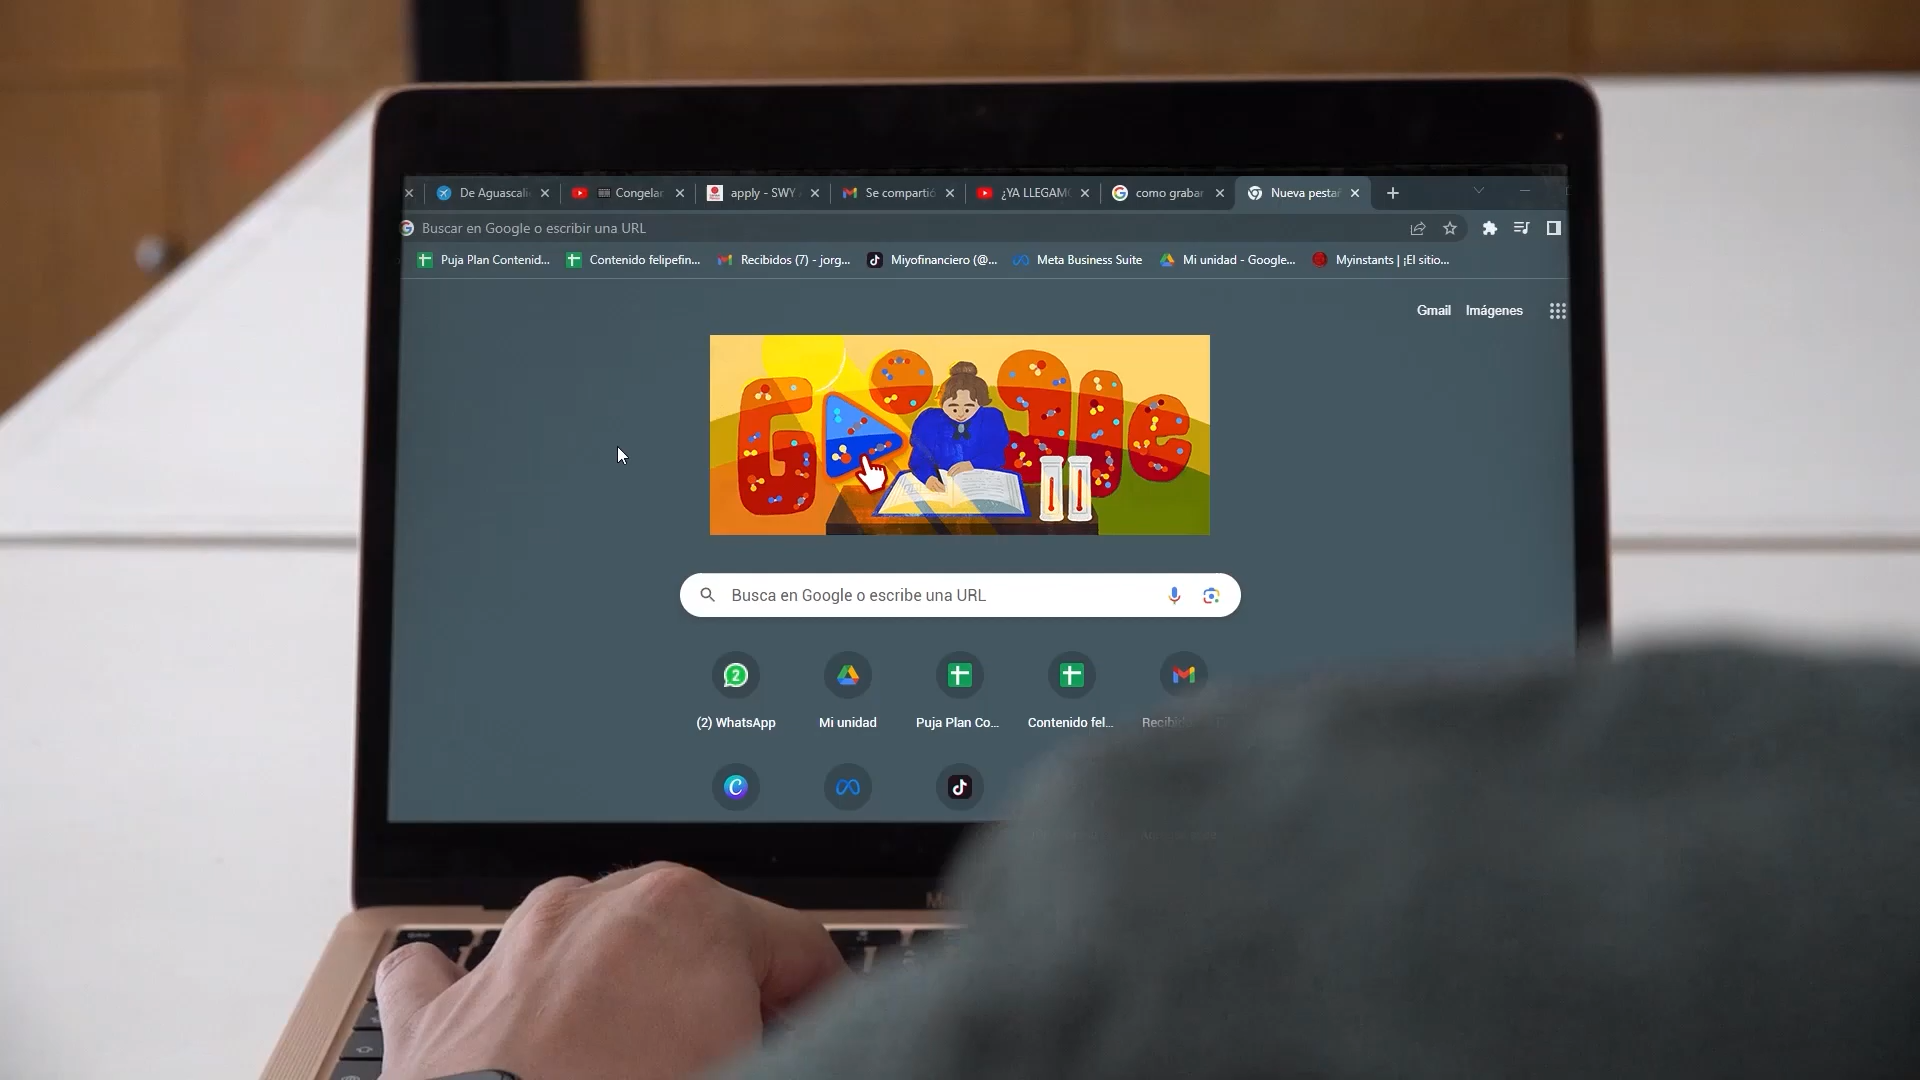 De Aguascali
Congelar
apply - SWY
Se compartió
¿YA LLEGAM
como grabar
Nueva pestañ
Buscar en Google o escribir una URL
Puja Plan Contenid...
Contenido felipefin...
Recibidos (7) - jorg...
Miyofinanciero (@...
Meta Business Suite
Mi unidad - Google...
Myinstants | ¡El sitio...
Gmail
Imágenes
Busca en Google o escribe una URL
2
(2) WhatsApp
Mi unidad
Puja Plan Co...
Contenido fel...